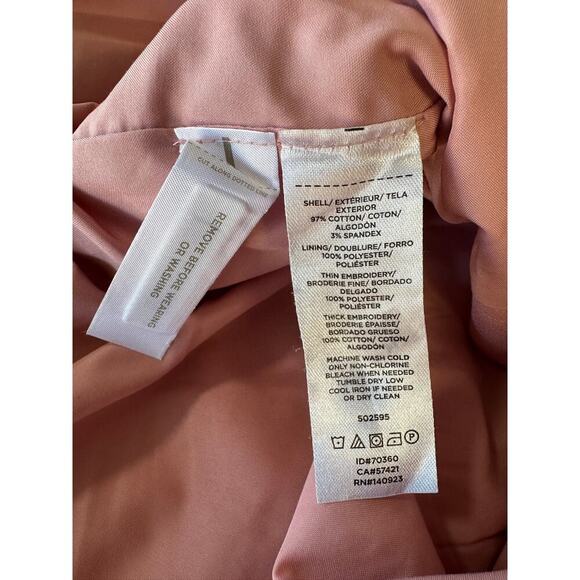 CUT ALONG DOTTED LINE
REMOVE BEFORE WEARING
OR WASHING
SHELL/ EXTÉRIEUR/ TELA
EXTERIOR
97% COTTON/ COTON/
ALGODÓN
3% SPANDEX
LINING/ DOUBLURE/ FORRO
100% POLYESTER/
POLIÉSTER
THIN EMBROIDERY/
BRODERIE FINE/ BORDADO
DELGADO
100% POLYESTER/
POLIÉSTER
THICK EMBROIDERY/
BRODERIE ÉPAISSE/
BORDADO GRUESO
100% COTTON/ COTON/
ALGODÓN
MACHINE WASH COLD
ONLY NON-CHLORINE
BLEACH WHEN NEEDED
TUMBLE DRY LOW
COOL IRON IF NEEDED
OR DRY CLEAN
502595
P
ID#70360
CA#57421
RN#140923